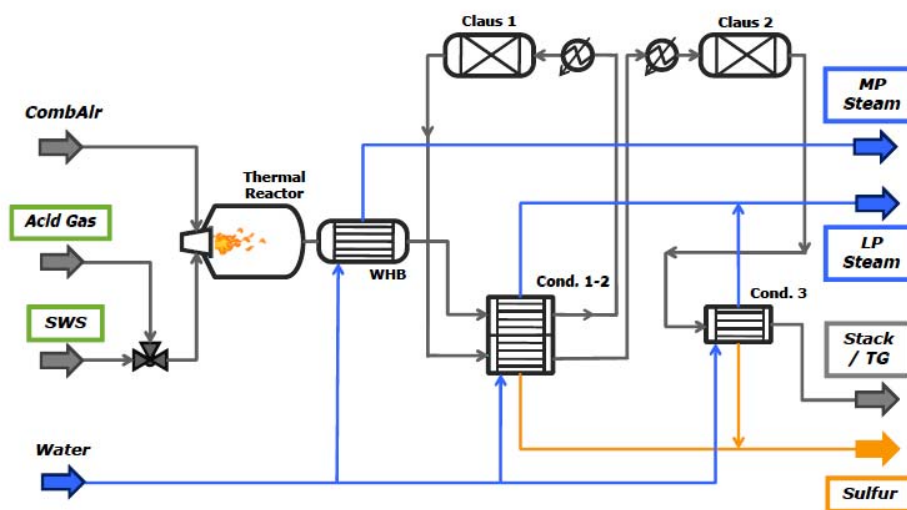 Claus 1
Claus 2
MP
Steam
CombAir
Thermal
Reactor
Acid Gas
LP
Steam
WHB
Cond. 1-2
Cond. 3
SWS
Stack
/ TG
Water
Sulfur